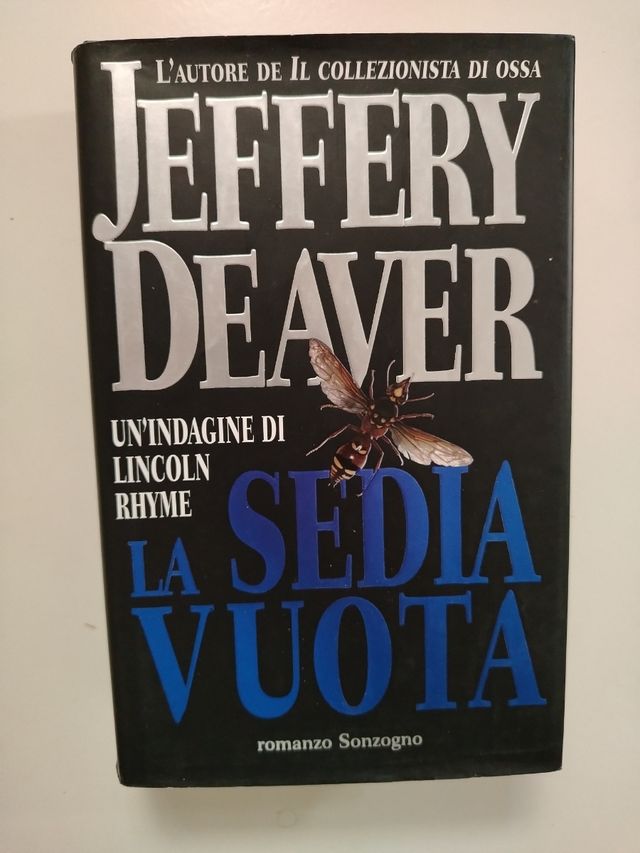 L'AUTORE DE IL COLLEZIONISTA DI OSSA
JEFFERY
DEAVER
UN'INDAGINE DI
LINCOLN
RHYME
LA SEDIA
VUOTA
romanzo Sonzogno